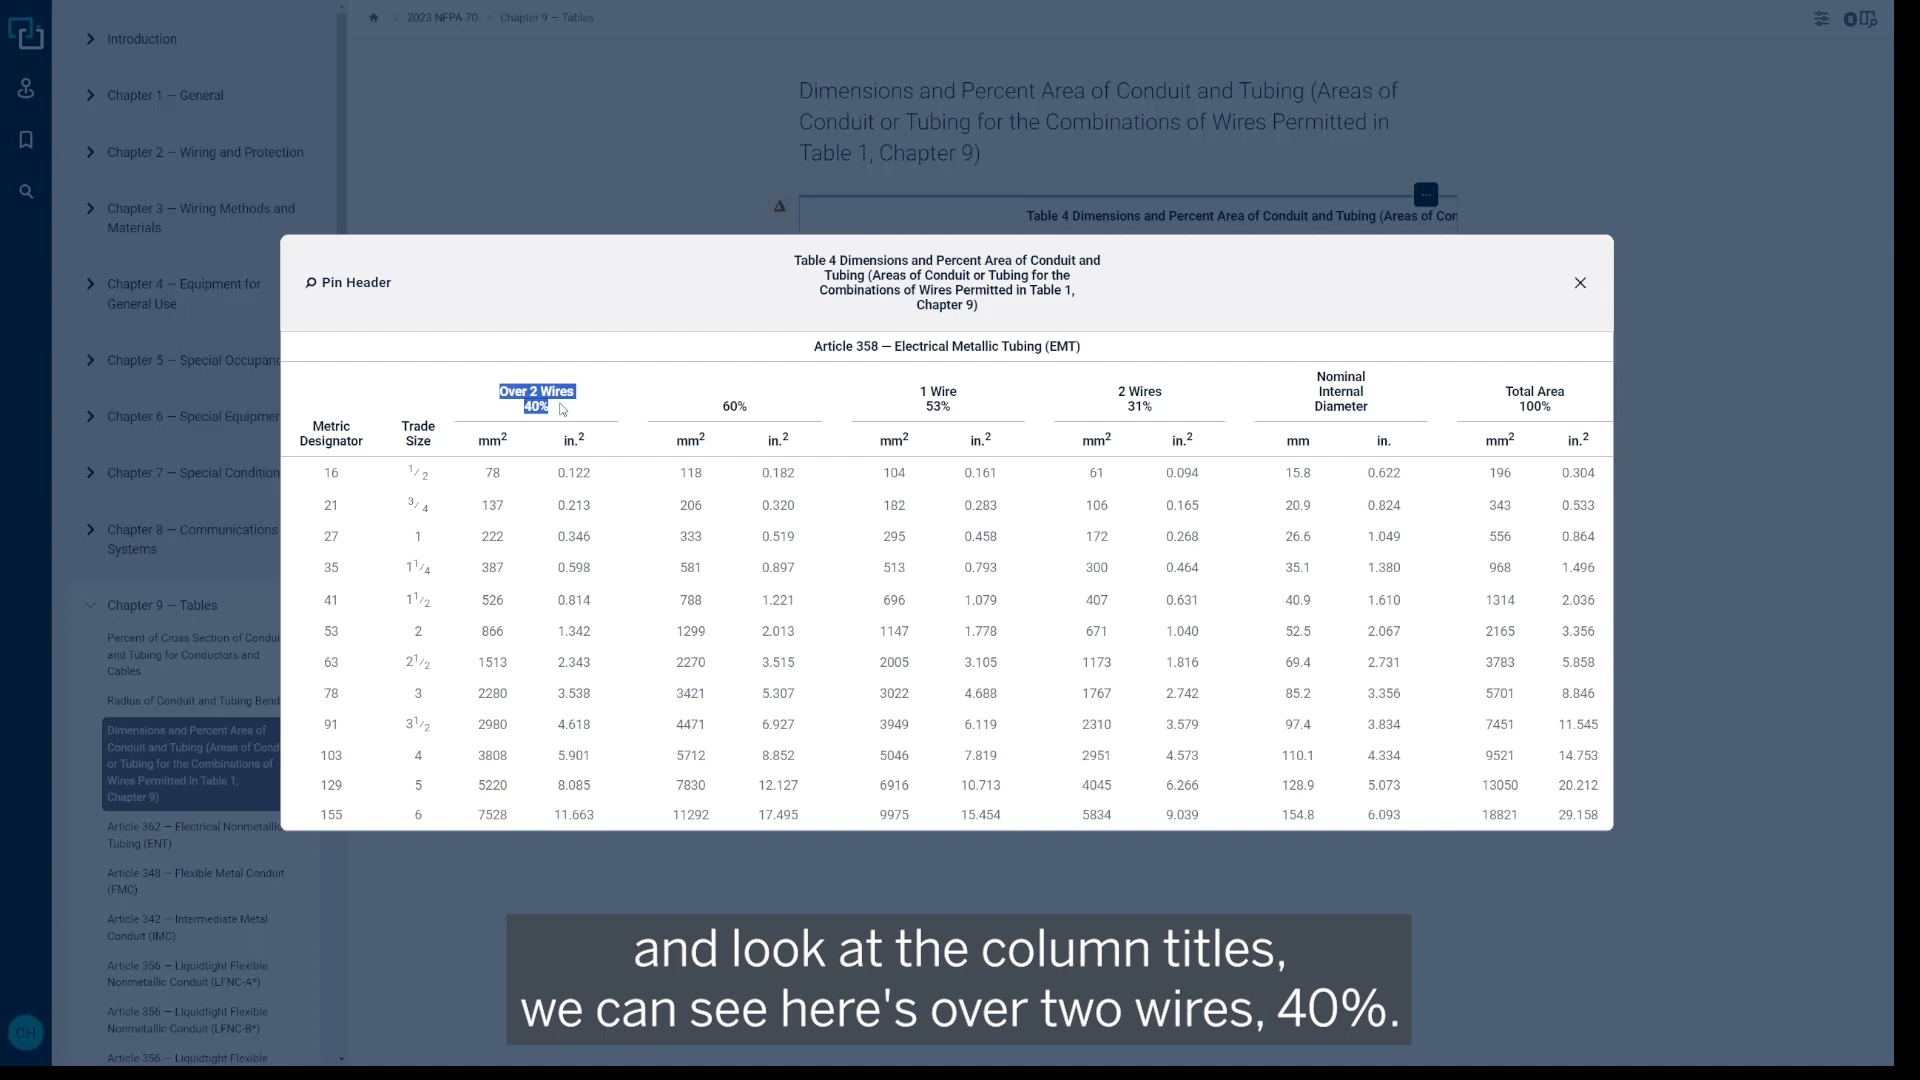 2023 NFPA-70 Chapter 9 — Tables
Introduction
Chapter 1 — General
Chapter 2 — Wiring and Protection
Chapter 3 — Wiring Methods and
Materials
Chapter 4 — Equipment for
General Use
Chapter 5 — Special Occupanc
Chapter 6 — Special Equipmer
Chapter 7 — Special Condition
Chapter 8 — Communications
Systems
Chapter 9 — Tables
Percent of Cross Section of Condui
and Tubing for Conductors and
Cables
Radius of Conduit and Tubing Bend
Dimensions and Percent Area of
Conduit and Tubing (Areas of Cond
or Tubing for the Combinations of
Wires Permitted in Table 1,
Chapter 9)
Article 362 — Electrical Nonmetallic
Tubing (ENT)
Article 348 — Flexible Metal Conduit
(FMC)
Article 342 — Intermediate Metal
Conduit (IMC)
Article 356 — Liquidtight Flexible
Nonmetallic Conduit (LFNC-A*)
Article 356 — Liquidtight Flexible
Nonmetallic Conduit (LFNC-B*)
Article 356 — Liquidtight Flexible
CH
Dimensions and Percent Area of Conduit and Tubing (Areas of
Conduit or Tubing for the Combinations of Wires Permitted in
Table 1, Chapter 9)
Table 4 Dimensions and Percent Area of Conduit and Tubing (Areas of Con
Pin Header
Table 4 Dimensions and Percent Area of Conduit and
Tubing (Areas of Conduit or Tubing for the
Combinations of Wires Permitted in Table 1,
Chapter 9)
Article 358 — Electrical Metallic Tubing (EMT)
Metric Designator Trade Size Over 2 Wires 40% 60% 1 Wire 53% 2 Wires 31% Nominal Internal Diameter Total Area 100%
mm² in.² mm² in.² mm² in.² mm² in.² mm in. mm² in.²
16 1/2 78 0.122 118 0.182 104 0.161 61 0.094 15.8 0.622 196 0.304
21 3/4 137 0.213 206 0.320 182 0.283 106 0.165 20.9 0.824 343 0.533
27 1 222 0.346 333 0.519 295 0.458 172 0.268 26.6 1.049 556 0.864
35 1 1/4 387 0.598 581 0.897 513 0.793 300 0.464 35.1 1.380 968 1.496
41 1 1/2 526 0.814 788 1.221 696 1.079 407 0.631 40.9 1.610 1314 2.036
53 2 866 1.342 1299 2.013 1147 1.778 671 1.040 52.5 2.067 2165 3.356
63 2 1/2 1513 2.343 2270 3.515 2005 3.105 1173 1.816 69.4 2.731 3783 5.858
78 3 2280 3.538 3421 5.307 3022 4.688 1767 2.742 85.2 3.356 5701 8.846
91 3 1/2 2980 4.618 4471 6.927 3949 6.119 2310 3.579 97.4 3.834 7451 11.545
103 4 3808 5.901 5712 8.852 5046 7.819 2951 4.573 110.1 4.334 9521 14.753
129 5 5220 8.085 7830 12.127 6916 10.713 4045 6.266 128.9 5.073 13050 20.212
155 6 7528 11.663 11292 17.495 9975 15.454 5834 9.039 154.8 6.093 18821 29.158
and look at the column titles,
we can see here's over two wires, 40%.